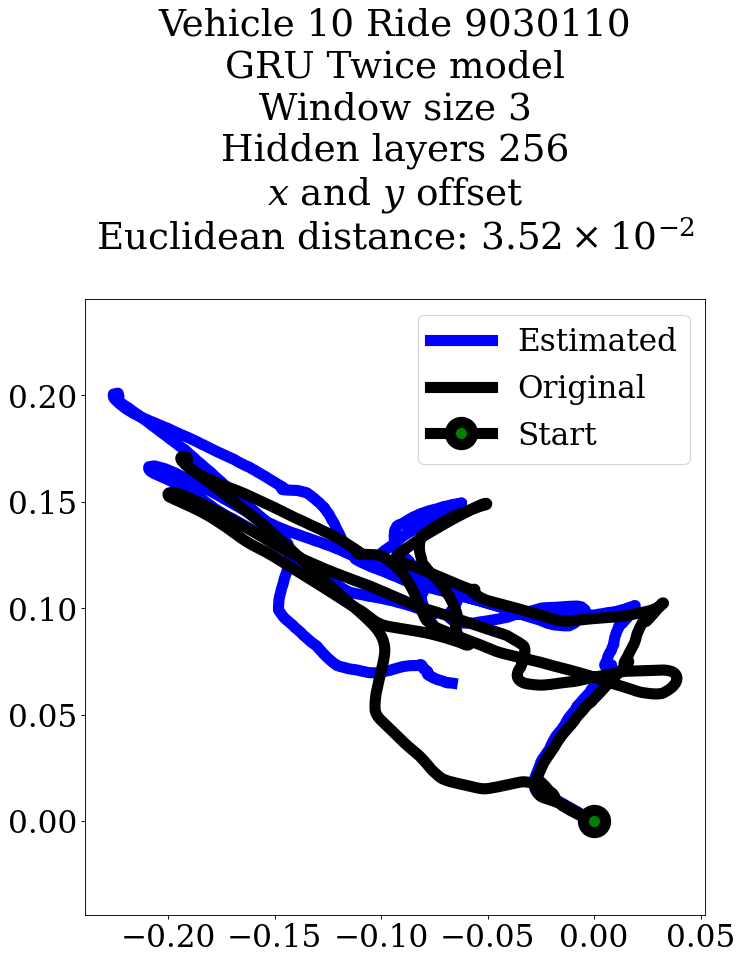 Vehicle 10 Ride 9030110
GRU Twice model
Window size 3
Hidden layers 256
x and y offset
Euclidean distance: 3.52 × 10⁻²
Estimated
Original
Start
0.20
0.15
0.10
0.05
0.00
−0.20 −0.15 −0.10 −0.05 0.00 0.05